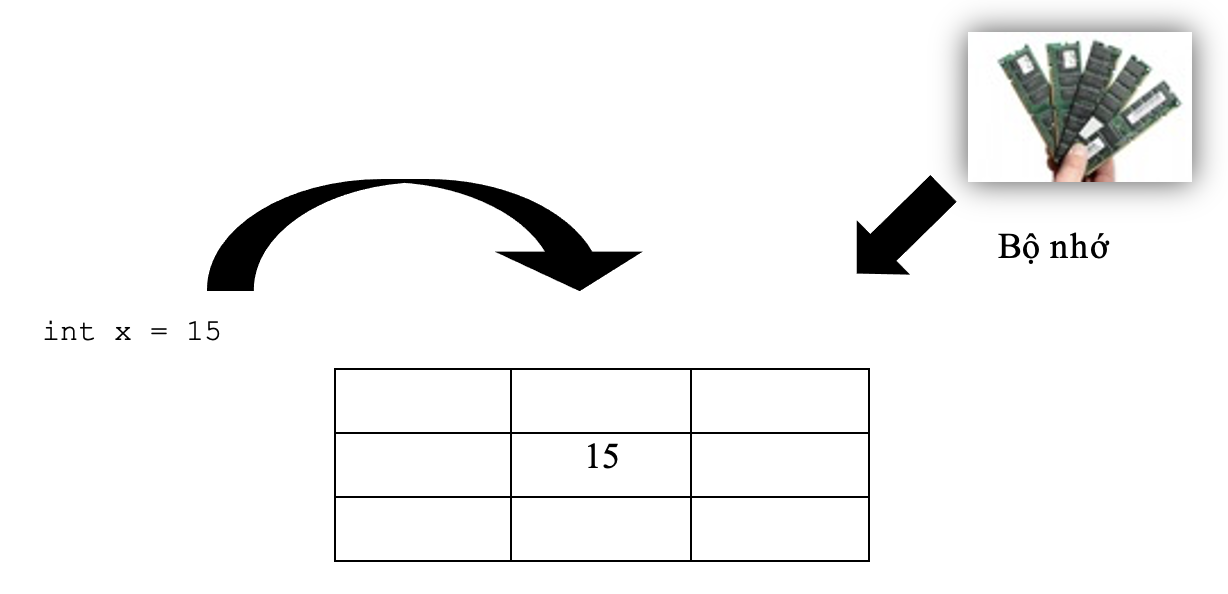 Bộ nhớ
int x = 15
15